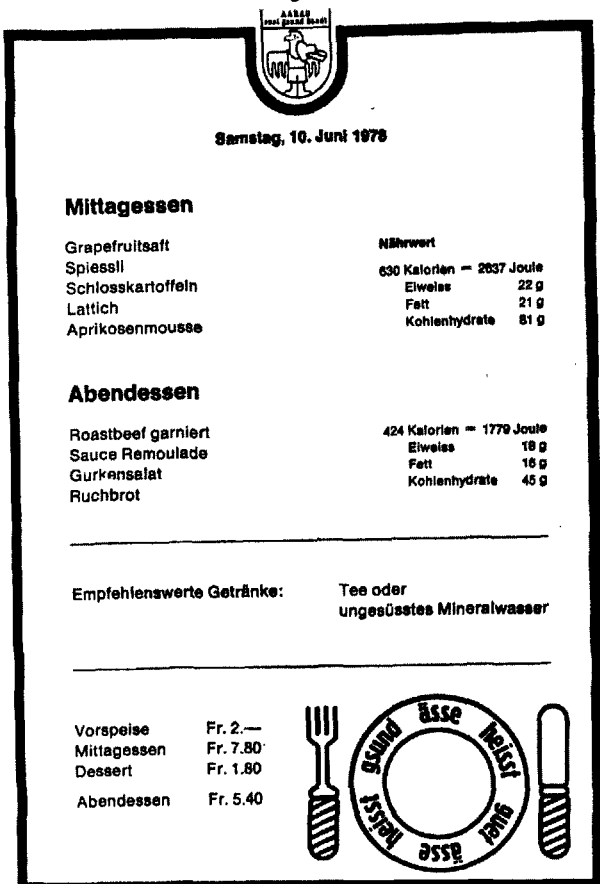 AARAU
Samstag, 10. Juni 1978
Mittagessen
Grapefruitsaft
Spiessli
Schlosskartoffeln
Lattich
Aprikosenmousse
Nährwert
630 Kalorien = 2637 Joule
Eiweiss 22 g
Fett 21 g
Kohlenhydrate 81 g
Abendessen
Roastbeef garniert
Sauce Remoulade
Gurkensalat
Ruchbrot
424 Kalorien = 1779 Joule
Eiweiss 18 g
Fett 16 g
Kohlenhydrate 45 g
Empfehlenswerte Getränke:
Tee oder
ungesüsstes Mineralwasser
Vorspeise Fr. 2.—
Mittagessen Fr. 7.80
Dessert Fr. 1.80
Abendessen Fr. 5.40
gsund ässe heisst guet ässe heisst